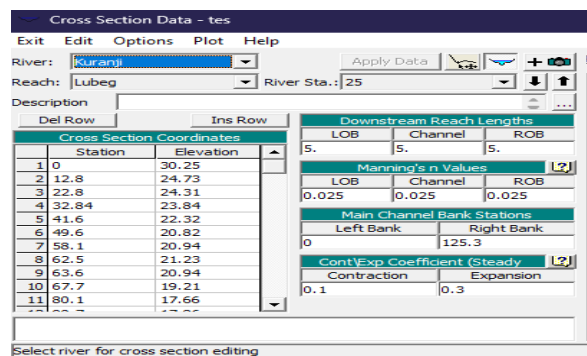 Cross Section Data - tes
Exit Edit Options Plot Help
River: Kuranji Apply Data
Reach: Lubeg River Sta.: 25
Description ...
Del Row Ins Row Downstream Reach Lengths
Cross Section Coordinates LOB Channel ROB
Station Elevation 5. 5. 5.
1 0 30.25 Manning's n Values
2 12.8 24.73 LOB Channel ROB
3 22.8 24.31 0.025 0.025 0.025
4 32.84 23.84 Main Channel Bank Stations
5 41.6 22.32 Left Bank Right Bank
6 49.6 20.82 0 125.3
7 58.1 20.94
8 62.5 21.23 Cont\Exp Coefficient (Steady
9 63.6 20.94 Contraction Expansion
10 67.7 19.21 0.1 0.3
11 80.1 17.66
Select river for cross section editing